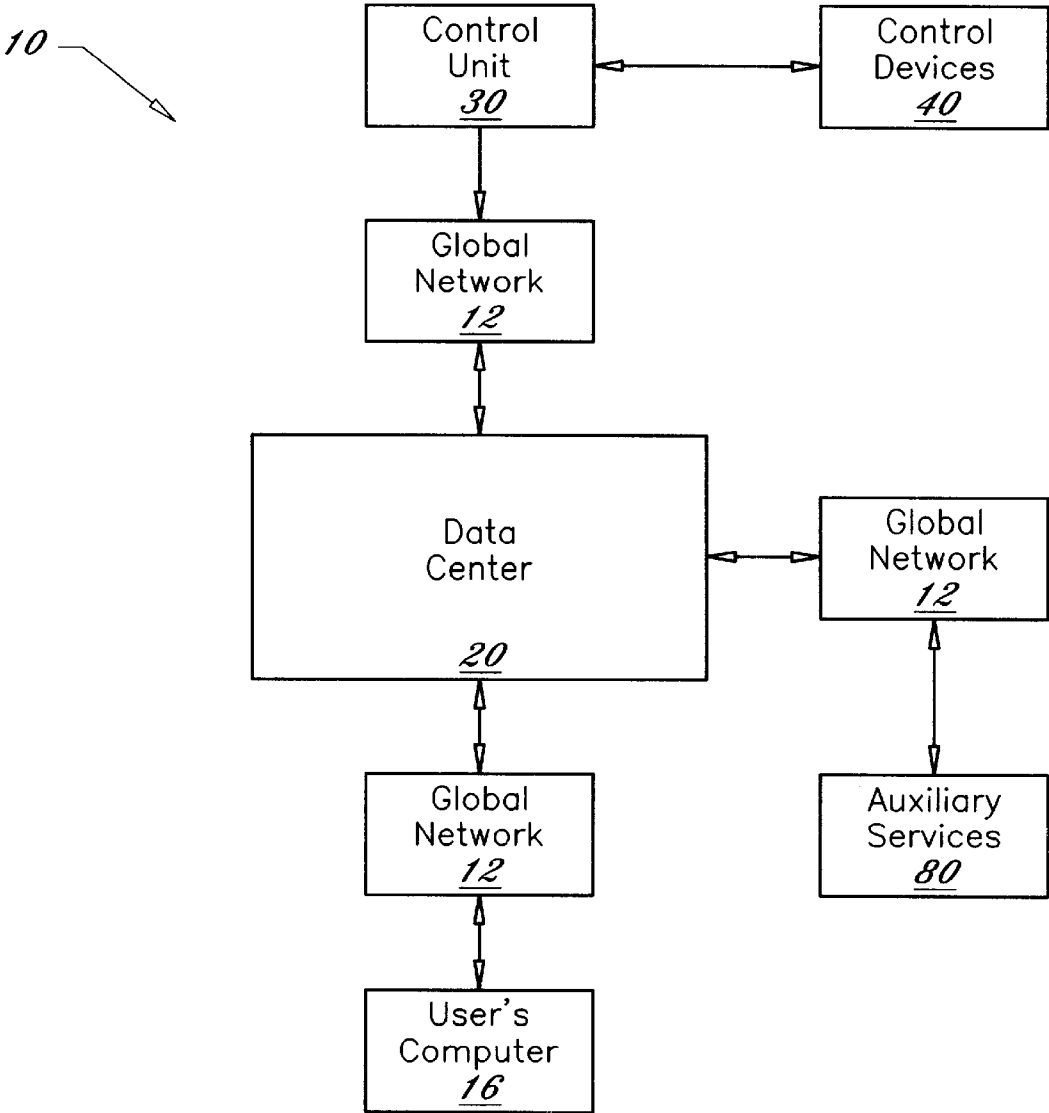 10
Control
Unit
30
Control
Devices
40
Global
Network
12
Data
Center
20
Global
Network
12
Global
Network
12
Auxiliary
Services
80
User's
Computer
16